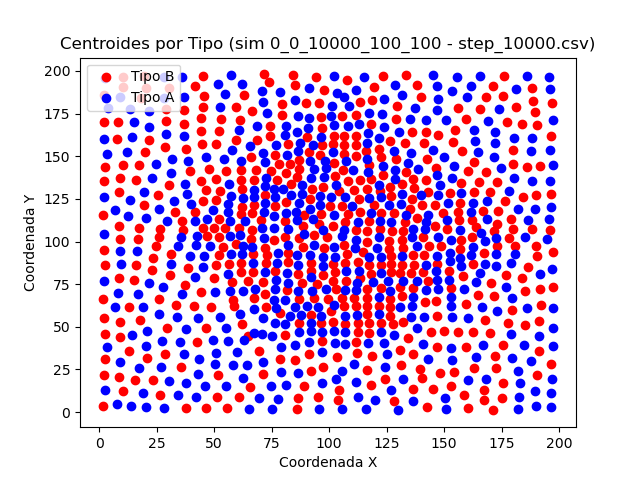 Centroides por Tipo (sim 0_0_10000_100_100 - step_10000.csv)
Tipo B
Tipo A
200
175
150
125
100
75
50
25
0
Coordenada Y
0 25 50 75 100 125 150 175 200
Coordenada X